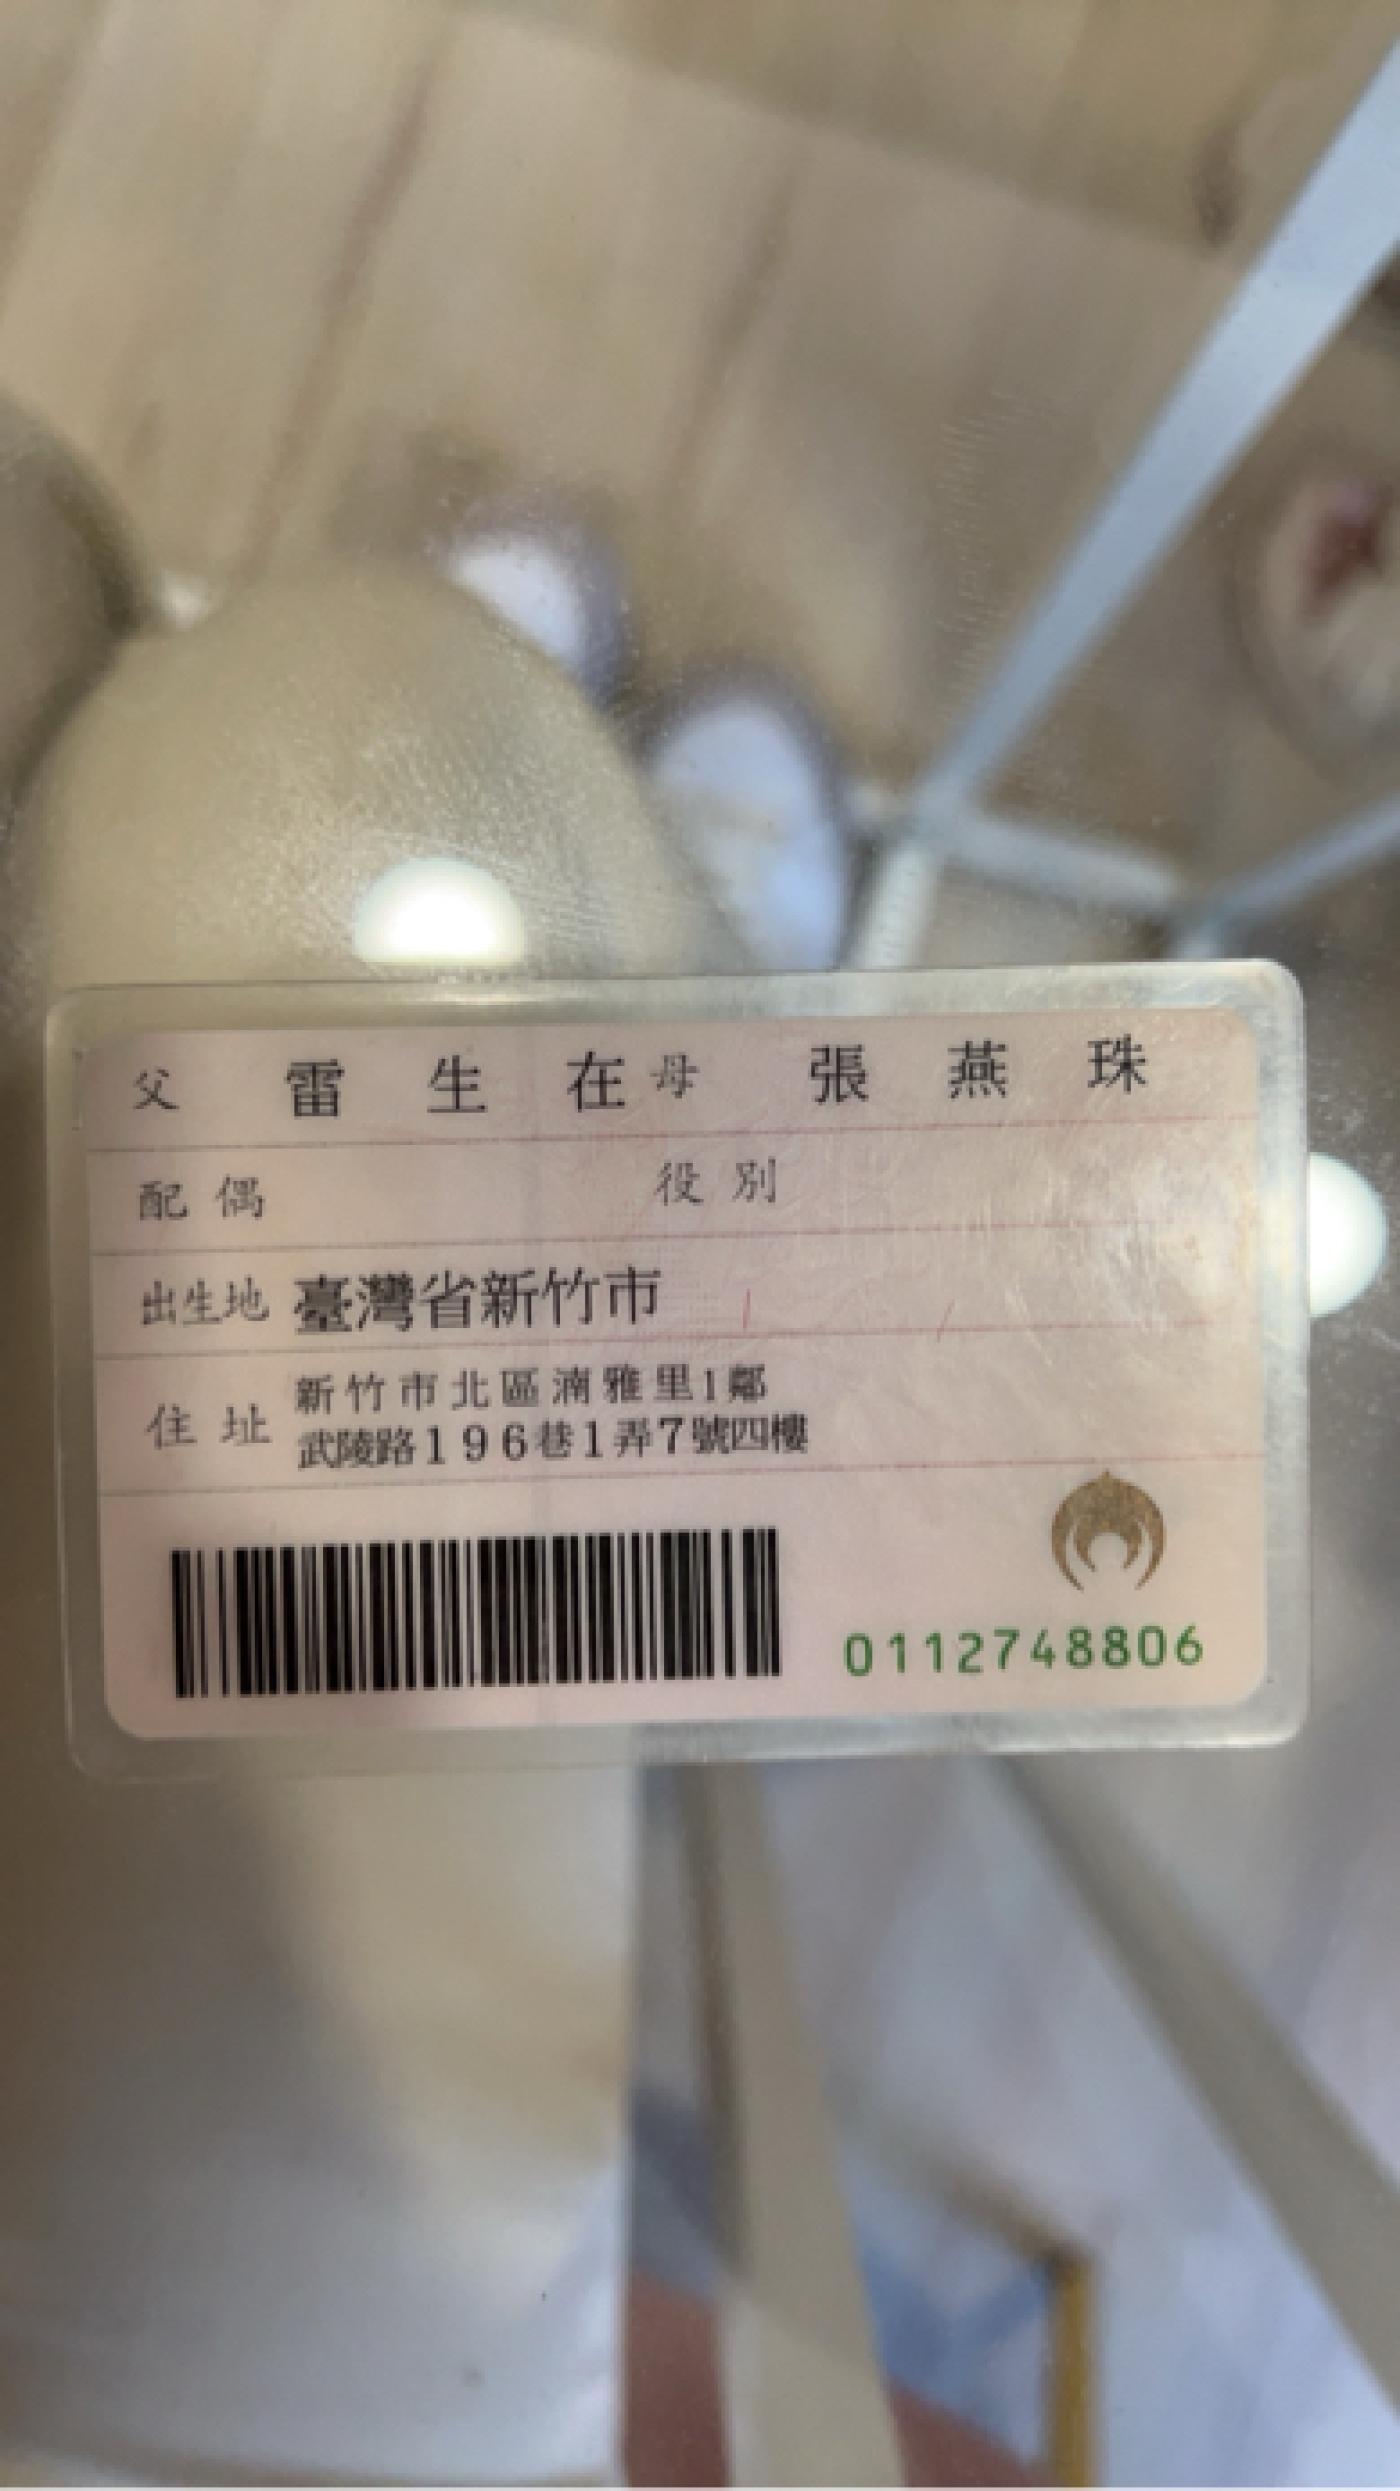 父 雷生在 母 張燕珠
配偶 役別
出生地 臺灣省新竹市
住址 新竹市北區湳雅里1鄰
武陵路196巷1弄7號四樓
0112748806